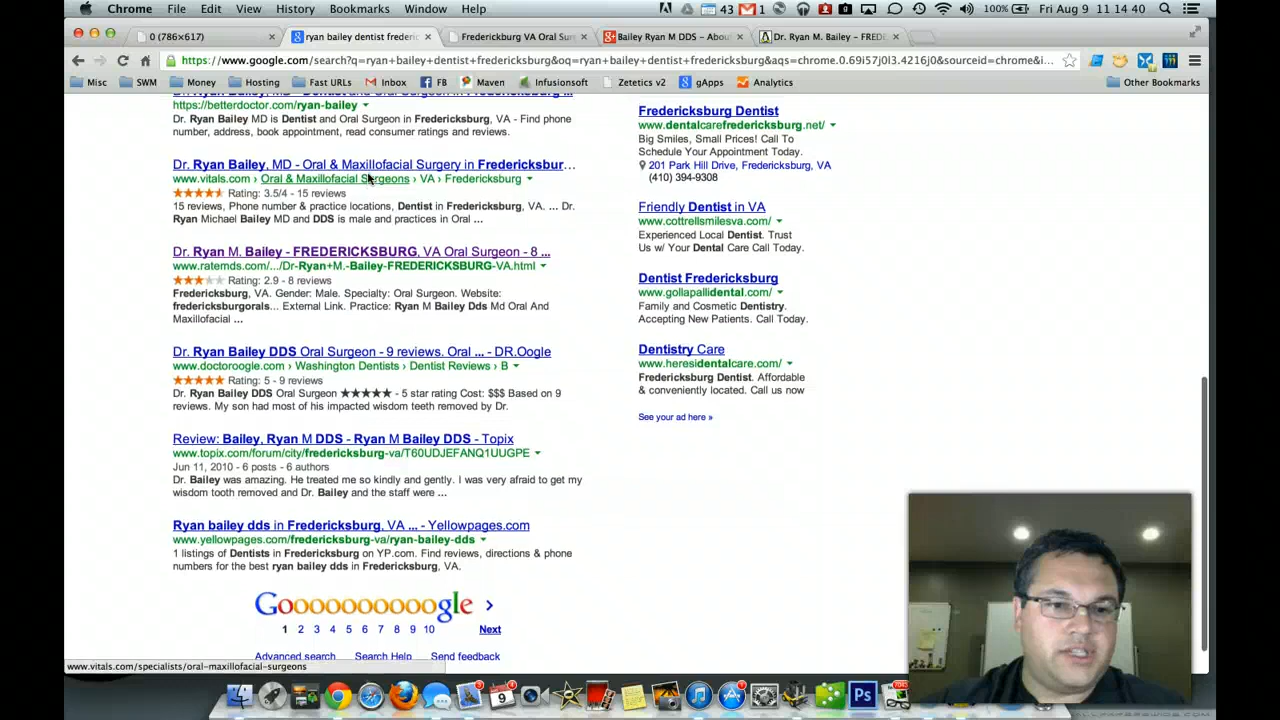 Chrome File Edit View History Bookmarks Window Help 43 1 100% Fri Aug 9 11 14 40
0 (786×617) ryan bailey dentist frederic Frederickburg VA Oral Sur Bailey Ryan M DDS – Abou Dr. Ryan M. Bailey – FREDE
https://www.google.com/search?q=ryan+bailey+dentist+fredericksburg&oq=ryan+bailey+dentist+fredericksburg&aqs=chrome.0.69i57j0l3.4216j0&sourceid=chrome&i...
Misc SWM Money Hosting Fast URLs Inbox FB Maven Infusionsoft Zetetics v2 gApps Analytics Other Bookmarks
https://betterdoctor.com/ryan-bailey
Dr. Ryan Bailey MD is Dentist and Oral Surgeon in Fredericksburg, VA - Find phone
number, address, book appointment, read consumer ratings and reviews.
Dr. Ryan Bailey, MD - Oral & Maxillofacial Surgery in Fredericksbur...
www.vitals.com › Oral & Maxillofacial Surgeons › VA › Fredericksburg
Rating: 3.5/4 - 15 reviews
15 reviews, Phone number & practice locations, Dentist in Fredericksburg, VA. ... Dr.
Ryan Michael Bailey MD and DDS is male and practices in Oral ...
Dr. Ryan M. Bailey - FREDERICKSBURG, VA Oral Surgeon - 8 ...
www.ratemds.com/.../Dr-Ryan+M.-Bailey-FREDERICKSBURG-VA.html
Rating: 2.9 - 8 reviews
Fredericksburg, VA. Gender: Male. Specialty: Oral Surgeon. Website:
fredericksburgorals... External Link. Practice: Ryan M Bailey Dds Md Oral And
Maxillofacial ...
Dr. Ryan Bailey DDS Oral Surgeon - 9 reviews. Oral ... - DR.Oogle
www.doctoroogle.com › Washington Dentists › Dentist Reviews › B
Rating: 5 - 9 reviews
Dr. Ryan Bailey DDS Oral Surgeon ★★★★★ - 5 star rating Cost: $$$ Based on 9
reviews. My son had most of his impacted wisdom teeth removed by Dr.
Review: Bailey, Ryan M DDS - Ryan M Bailey DDS - Topix
www.topix.com/forum/city/fredericksburg-va/T60UDJEFANQ1UUGPE
Jun 11, 2010 - 6 posts - 6 authors
Dr. Bailey was amazing. He treated me so kindly and gently. I was very afraid to get my
wisdom tooth removed and Dr. Bailey and the staff were ...
Ryan bailey dds in Fredericksburg, VA ... - Yellowpages.com
www.yellowpages.com/fredericksburg-va/ryan-bailey-dds
1 listings of Dentists in Fredericksburg on YP.com. Find reviews, directions & phone
numbers for the best ryan bailey dds in Fredericksburg, VA.
Goooooooooogle
1 2 3 4 5 6 7 8 9 10 Next
Advanced search Search Help Send feedback
www.vitals.com/specialists/oral-maxillofacial-surgeons
Fredericksburg Dentist
www.dentalcarefredericksburg.net/
Big Smiles, Small Prices! Call To
Schedule Your Appointment Today.
201 Park Hill Drive, Fredericksburg, VA
(410) 394-9308
Friendly Dentist in VA
www.cottrellsmilesva.com/
Experienced Local Dentist. Trust
Us w/ Your Dental Care Call Today.
Dentist Fredericksburg
www.gollapallidental.com/
Family and Cosmetic Dentistry.
Accepting New Patients. Call Today.
Dentistry Care
www.heresidentalcare.com/
Fredericksburg Dentist. Affordable
& conveniently located. Call us now
See your ad here »
Ps